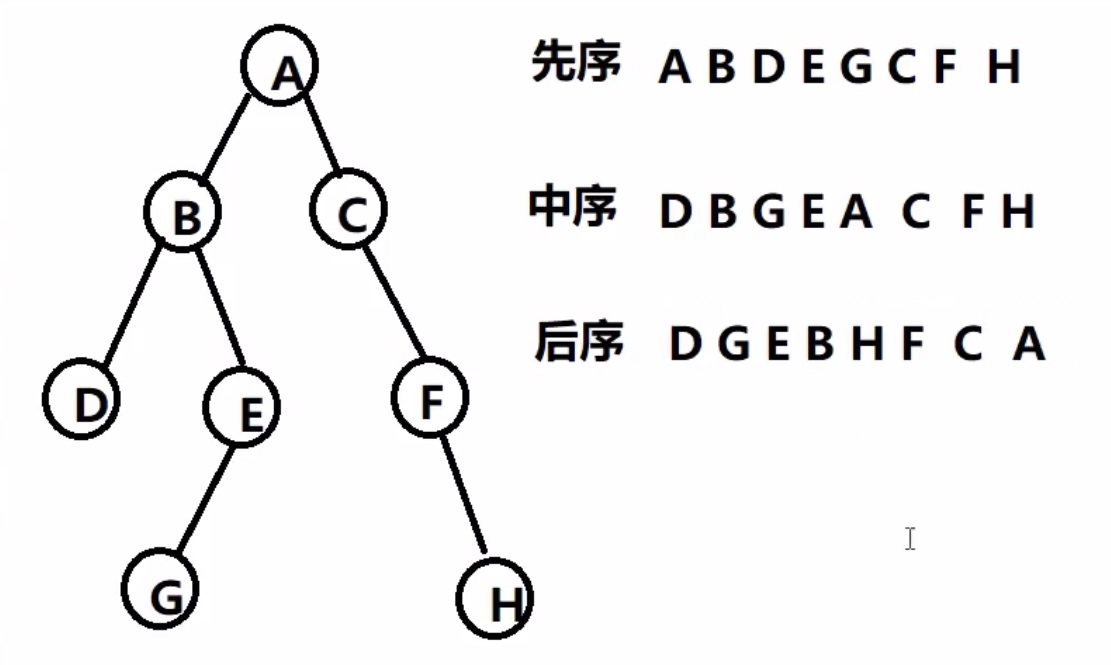 A
B
C
D
E
F
G
H
先序 A B D E G C F H
中序 D B G E A C F H
后序 D G E B H F C A